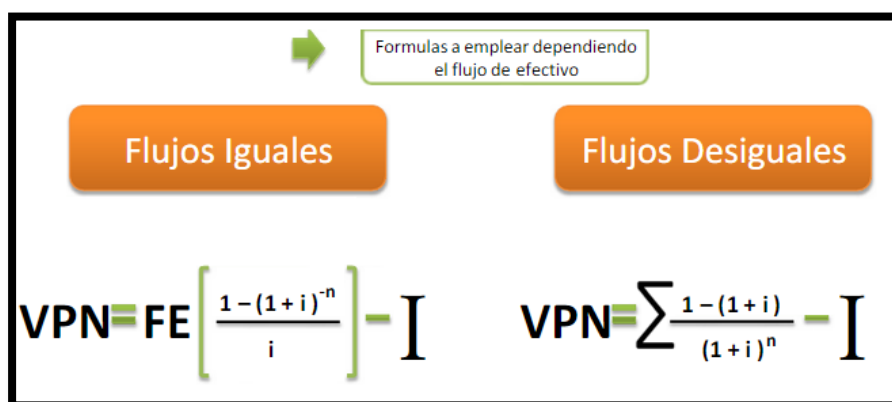 Formulas a emplear dependiendo
el flujo de efectivo
Flujos Iguales
Flujos Desiguales
VPN=FE[(1-(1+i)^-n)/i]-I
VPN=∑(1-(1+i))/(1+i)^n-I